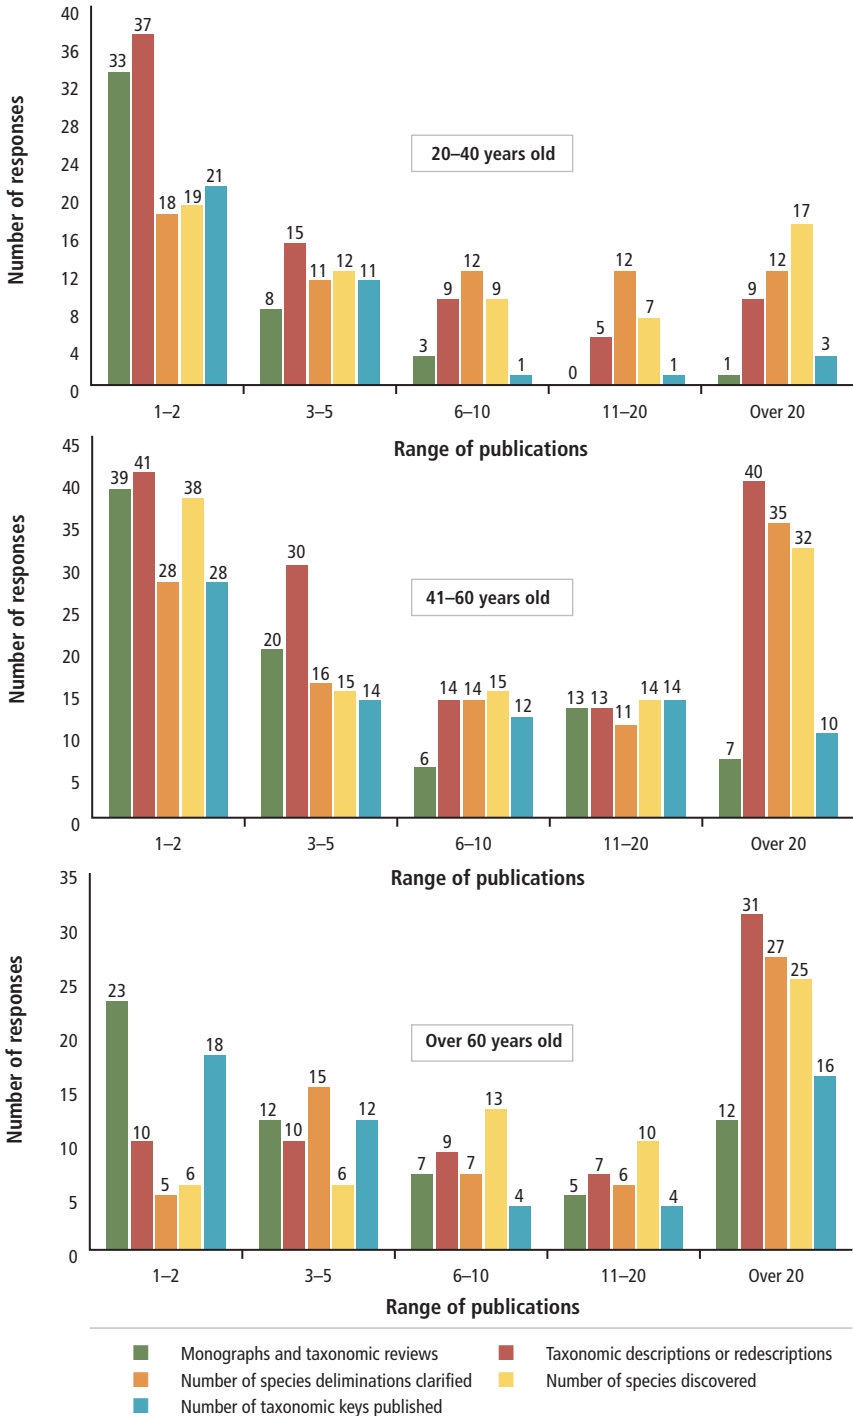 40
36
32
28
24
20
16
12
8
4
0
Number of responses
20–40 years old
33 37 18 19 21
8 15 11 12 11
3 9 12 9 1
0 5 12 7 1
1 9 12 17 3
1–2 3–5 6–10 11–20 Over 20
Range of publications
45
40
35
30
25
20
15
10
5
0
Number of responses
41–60 years old
39 41 28 38 28
20 30 16 15 14
6 14 14 15 12
13 13 11 14 14
7 40 35 32 10
1–2 3–5 6–10 11–20 Over 20
Range of publications
35
30
25
20
15
10
5
0
Number of responses
Over 60 years old
23 10 5 6 18
12 10 15 6 12
7 9 7 13 4
5 7 6 10 4
12 31 27 25 16
1–2 3–5 6–10 11–20 Over 20
Range of publications
Monographs and taxonomic reviews
Taxonomic descriptions or redescriptions
Number of species deliminations clarified
Number of species discovered
Number of taxonomic keys published